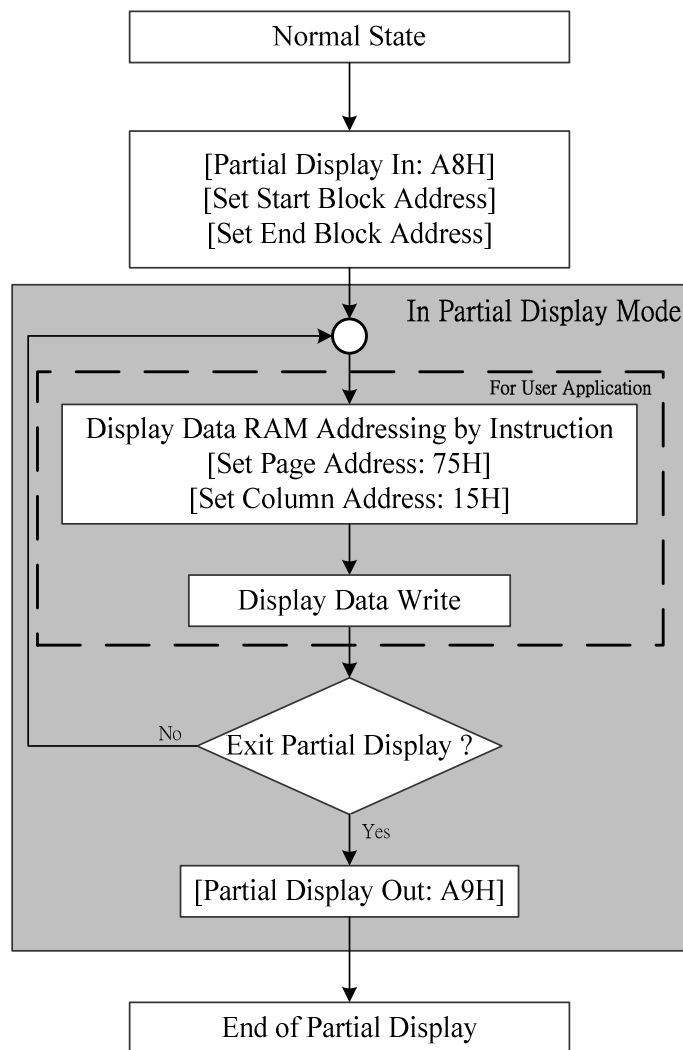 Normal State
[Partial Display In: A8H]
[Set Start Block Address]
[Set End Block Address]
In Partial Display Mode
For User Application
Display Data RAM Addressing by Instruction
[Set Page Address: 75H]
[Set Column Address: 15H]
Display Data Write
No
Exit Partial Display ?
Yes
[Partial Display Out: A9H]
End of Partial Display